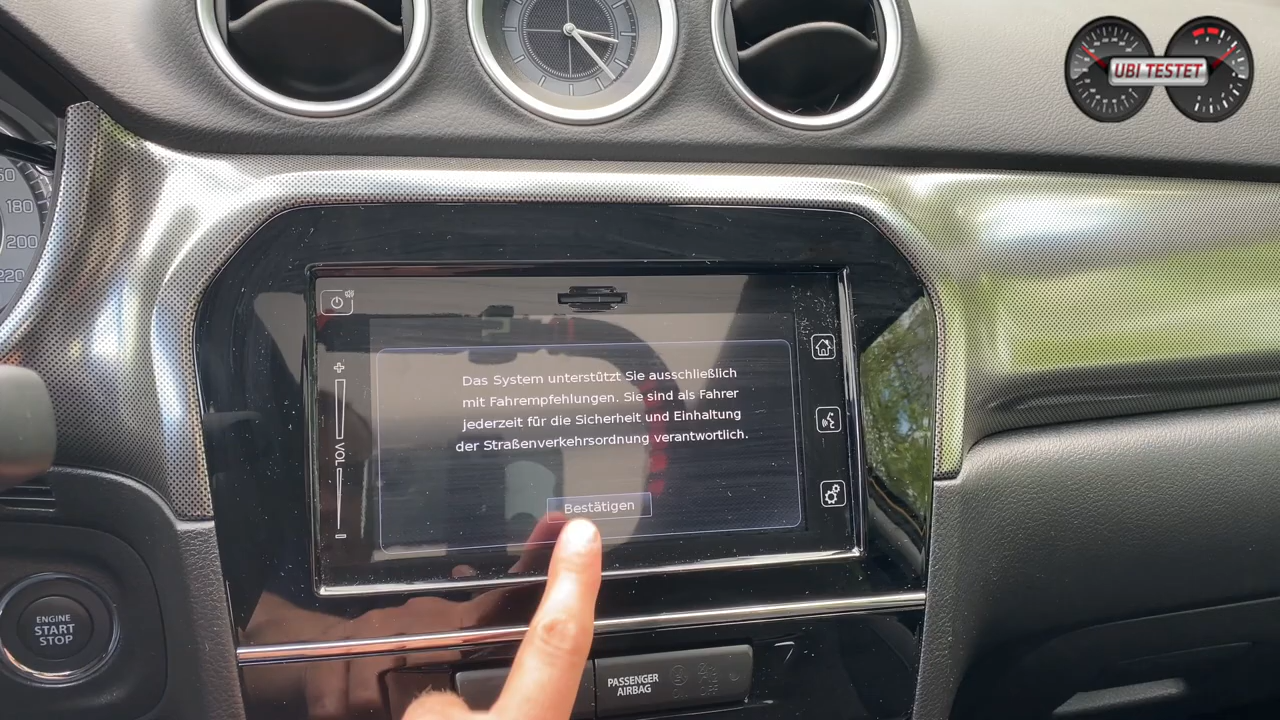 UBI TESTET
60
180
200
220
VOL
Das System unterstützt Sie ausschließlich
mit Fahrempfehlungen. Sie sind als Fahrer
jederzeit für die Sicherheit und Einhaltung
der Straßenverkehrsordnung verantwortlich.
Bestätigen
ENGINE
START
STOP
PASSENGER
AIRBAG